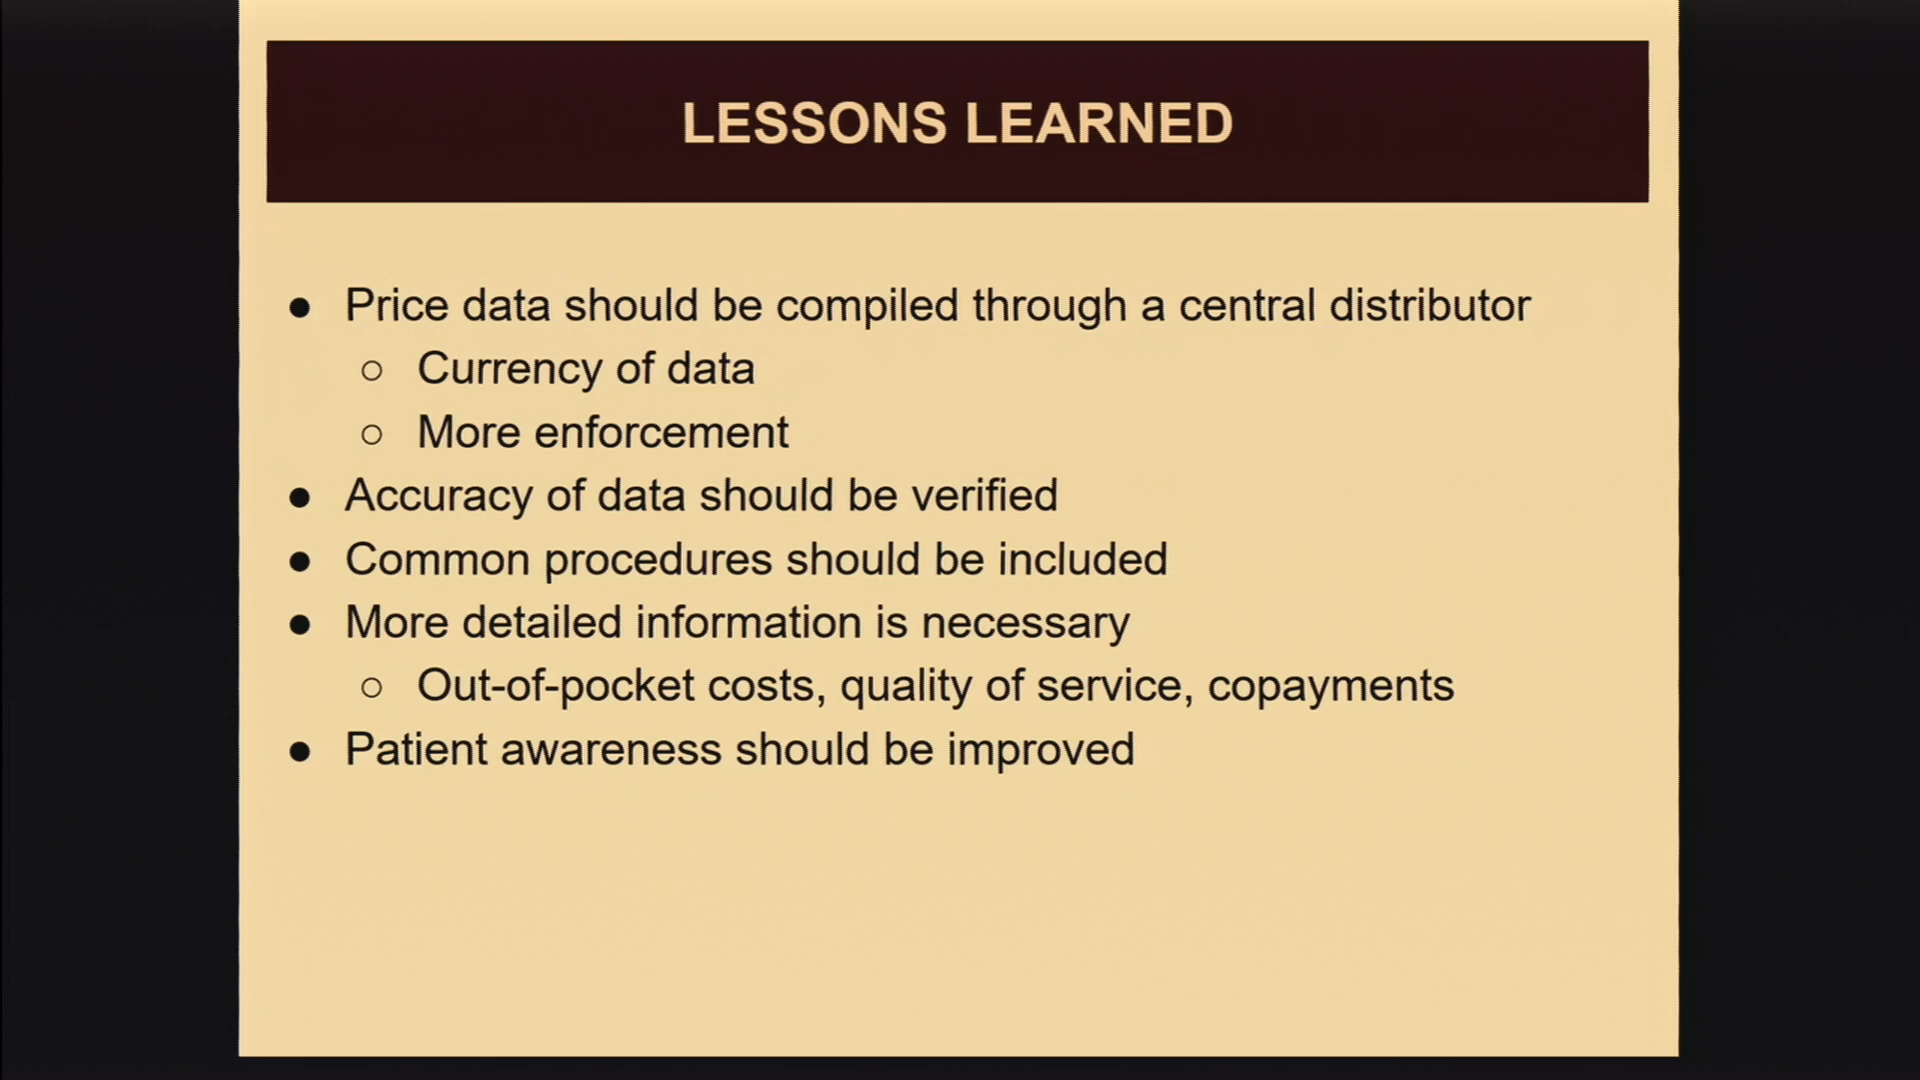 LESSONS LEARNED
● Price data should be compiled through a central distributor
○ Currency of data
○ More enforcement
● Accuracy of data should be verified
● Common procedures should be included
● More detailed information is necessary
○ Out-of-pocket costs, quality of service, copayments
● Patient awareness should be improved